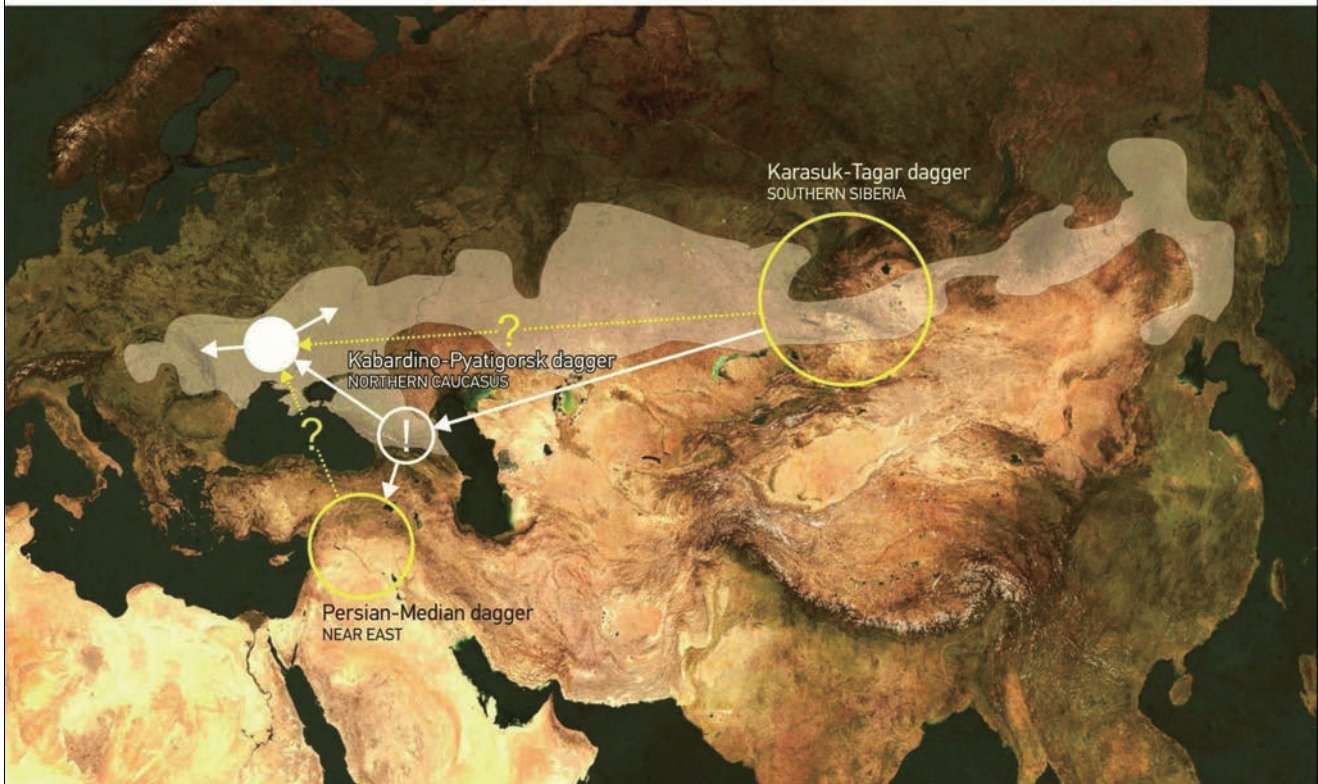 Karasuk-Tagar dagger
SOUTHERN SIBERIA
?
Kabardino-Pyatigorsk dagger
NORTHERN CAUCASUS
?
!
Persian-Median dagger
NEAR EAST